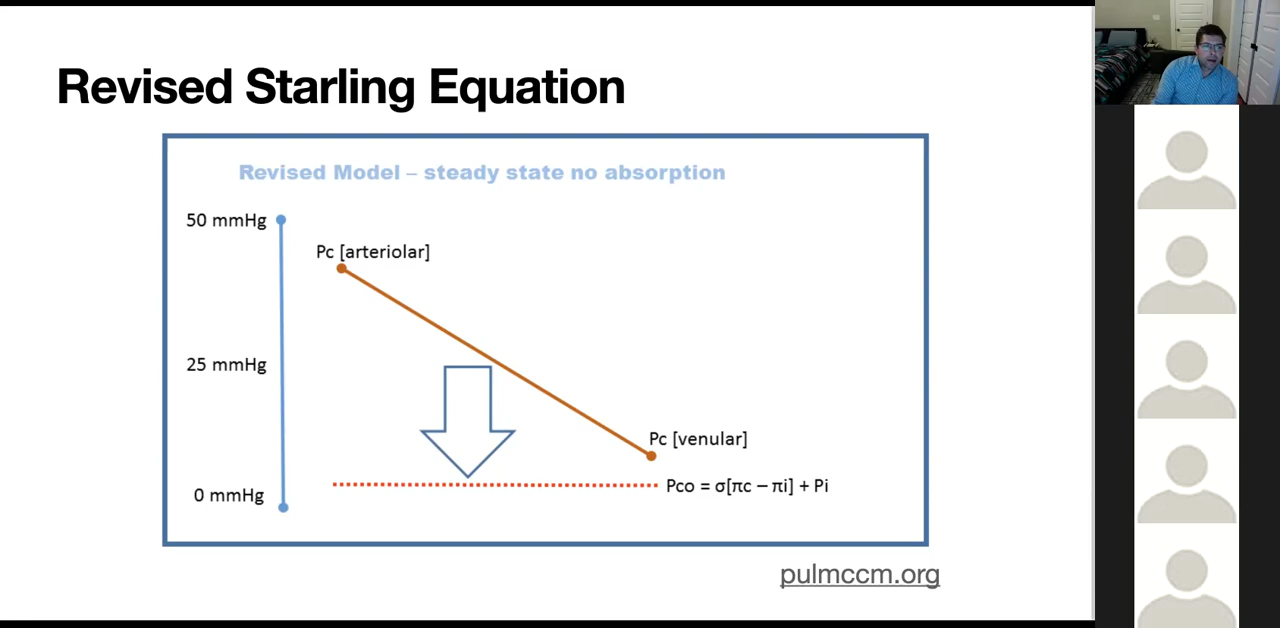 Revised Starling Equation
Revised Model – steady state no absorption
50 mmHg
Pc [arteriolar]
25 mmHg
Pc [venular]
Pco = σ[πc – πi] + Pi
0 mmHg
pulmccm.org